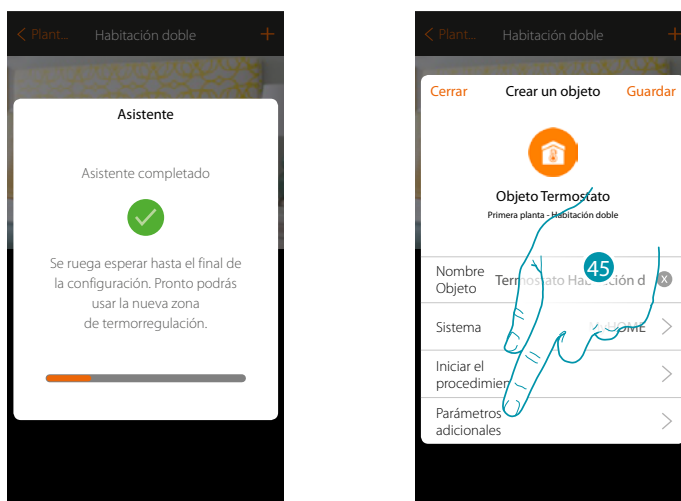 Plant...
Habitación doble
+
Asistente
Asistente completado
Se ruega esperar hasta el final de
la configuración. Pronto podrás
usar la nueva zona
de termorregulación.
Plant...
Habitación doble
+
Cerrar
Crear un objeto
Guardar
Objeto Termostato
Primera planta - Habitación doble
Nombre
Objeto
Termostato
45
Sistema
Iniciar el
Parámetros
adicionales